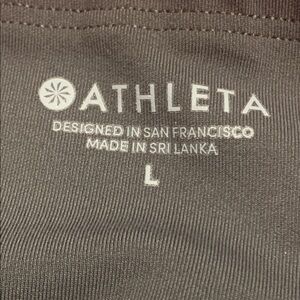 ATHLETA
DESIGNED IN SAN FRANCISCO
MADE IN SRI LANKA
L